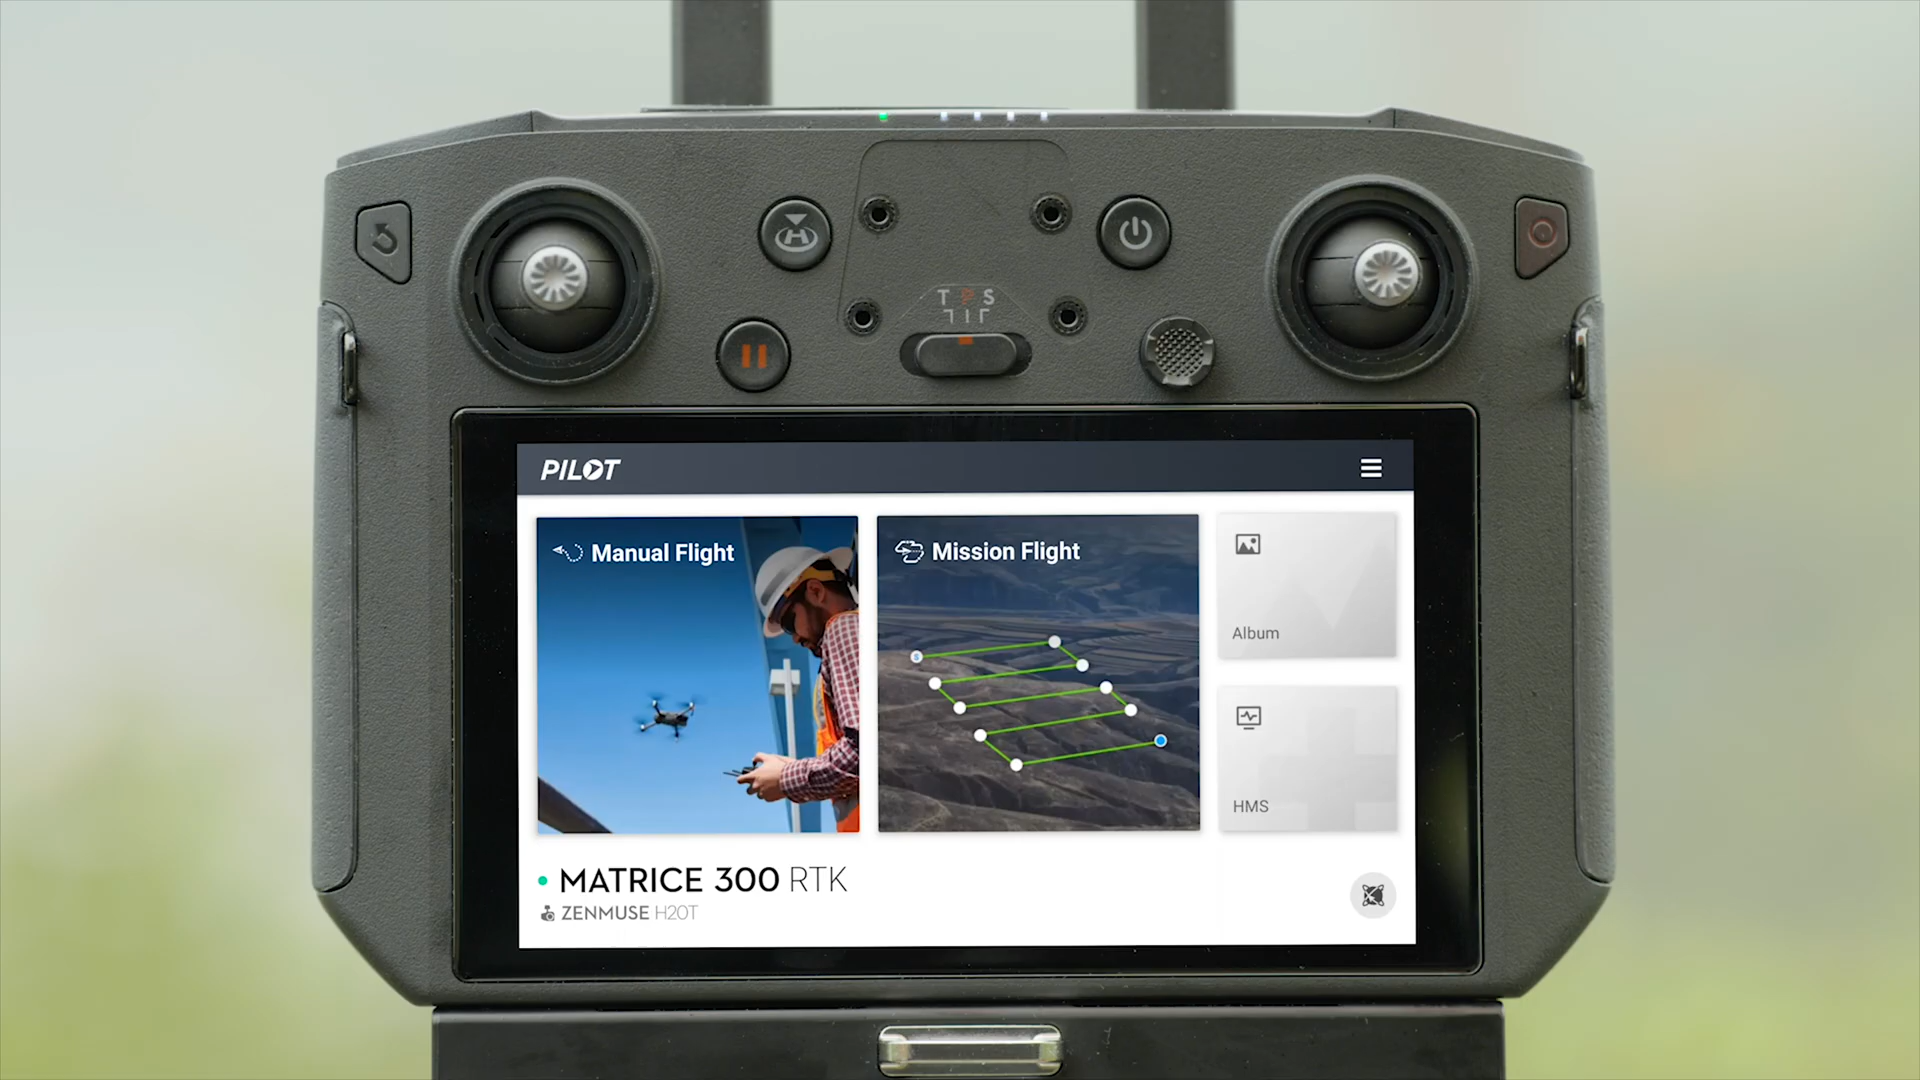 T P S
PILOT
Manual Flight
Mission Flight
Album
HMS
MATRICE 300 RTK
ZENMUSE H20T